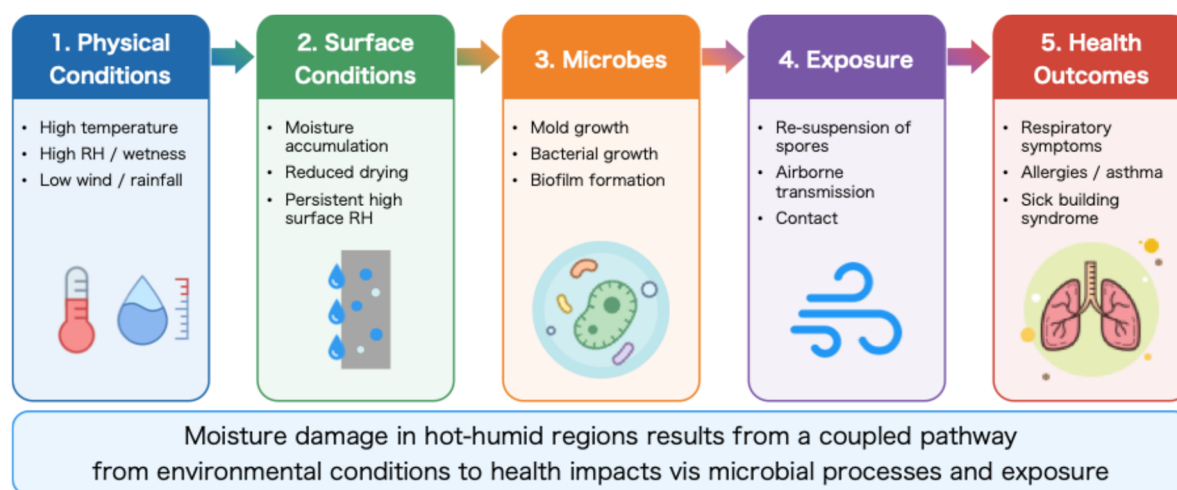 1. Physical
Conditions
• High temperature
• High RH / wetness
• Low wind / rainfall
2. Surface
Conditions
• Moisture
accumulation
• Reduced drying
• Persistent high
surface RH
3. Microbes
• Mold growth
• Bacterial growth
• Biofilm formation
4. Exposure
• Re-suspension of
spores
• Airborne
transmission
• Contact
5. Health
Outcomes
• Respiratory
symptoms
• Allergies / asthma
• Sick building
syndrome
Moisture damage in hot-humid regions results from a coupled pathway
from environmental conditions to health impacts vis microbial processes and exposure